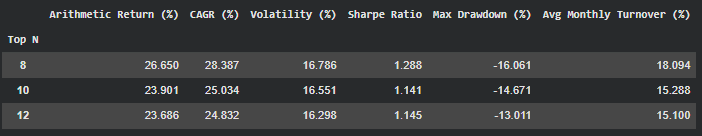 Arithmetic Return (%) CAGR (%) Volatility (%) Sharpe Ratio Max Drawdown (%) Avg Monthly Turnover (%)
Top N
8 26.650 28.387 16.786 1.288 -16.061 18.094
10 23.901 25.034 16.551 1.141 -14.671 15.288
12 23.686 24.832 16.298 1.145 -13.011 15.100